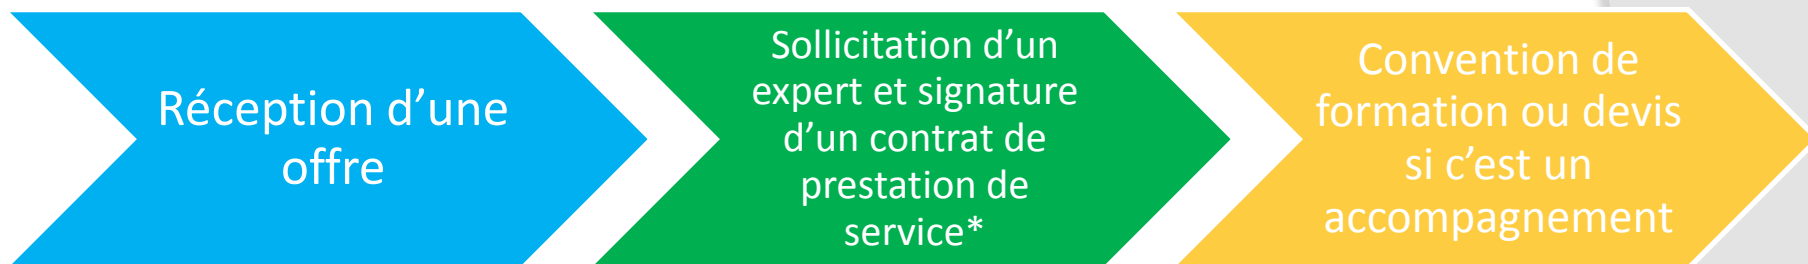 Réception d’une
offre
Sollicitation d’un
expert et signature
d’un contrat de
prestation de
service*
Convention de
formation ou devis
si c’est un
accompagnement